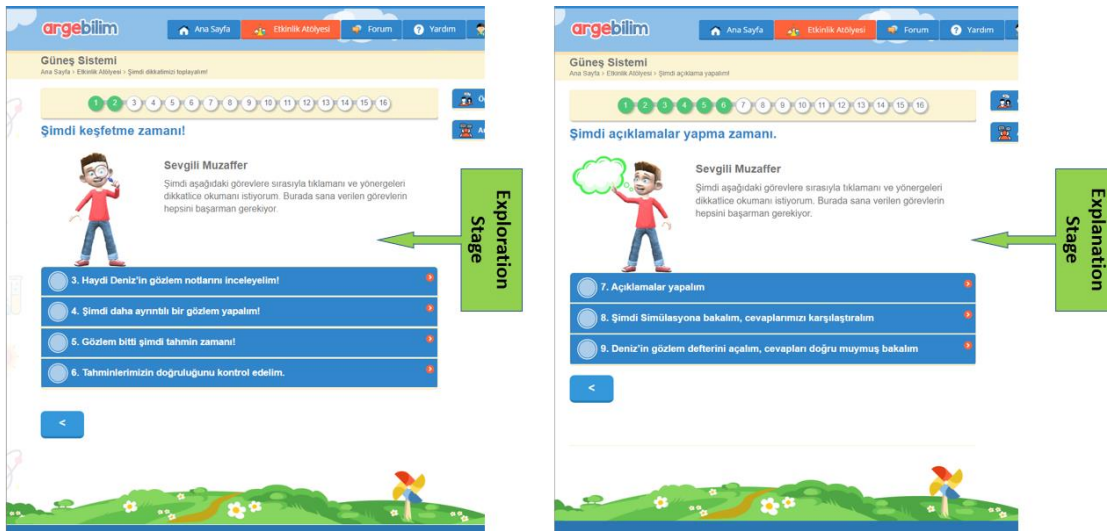 argebilim
Ana Sayfa
Etkinlik Atölyesi
Forum
Yardım
Güneş Sistemi
Ana Sayfa > Etkinlik Atölyesi > Şimdi dikkatimizi toplayalım!
1 2 3 4 5 6 7 8 9 10 11 12 13 14 15 16
Şimdi keşfetme zamanı!
Sevgili Muzaffer
Şimdi aşağıdaki görevlere sırasıyla tıklamanı ve yönergeleri
dikkatlice okumanı istiyorum. Burada sana verilen görevlerin
hepsini başarman gerekiyor.
3. Haydi Deniz'in gözlem notlarını inceleyelim!
4. Şimdi daha ayrıntılı bir gözlem yapalım!
5. Gözlem bitti şimdi tahmin zamanı!
6. Tahminlerimizin doğruluğunu kontrol edelim.
<
Exploration
Stage
argebilim
Ana Sayfa
Etkinlik Atölyesi
Forum
Yardım
Güneş Sistemi
Ana Sayfa > Etkinlik Atölyesi > Şimdi açıklama yapalım!
1 2 3 4 5 6 7 8 9 10 11 12 13 14 15 16
Şimdi açıklamalar yapma zamanı.
Sevgili Muzaffer
Şimdi aşağıdaki görevlere sırasıyla tıklamanı ve yönergeleri
dikkatlice okumanı istiyorum. Burada sana verilen görevlerin
hepsini başarman gerekiyor.
7. Açıklamalar yapalım
8. Şimdi Simülasyona bakalım, cevaplarımızı karşılaştıralım
9. Deniz'in gözlem defterini açalım, cevapları doğru muymuş bakalım
<
Explanation
Stage